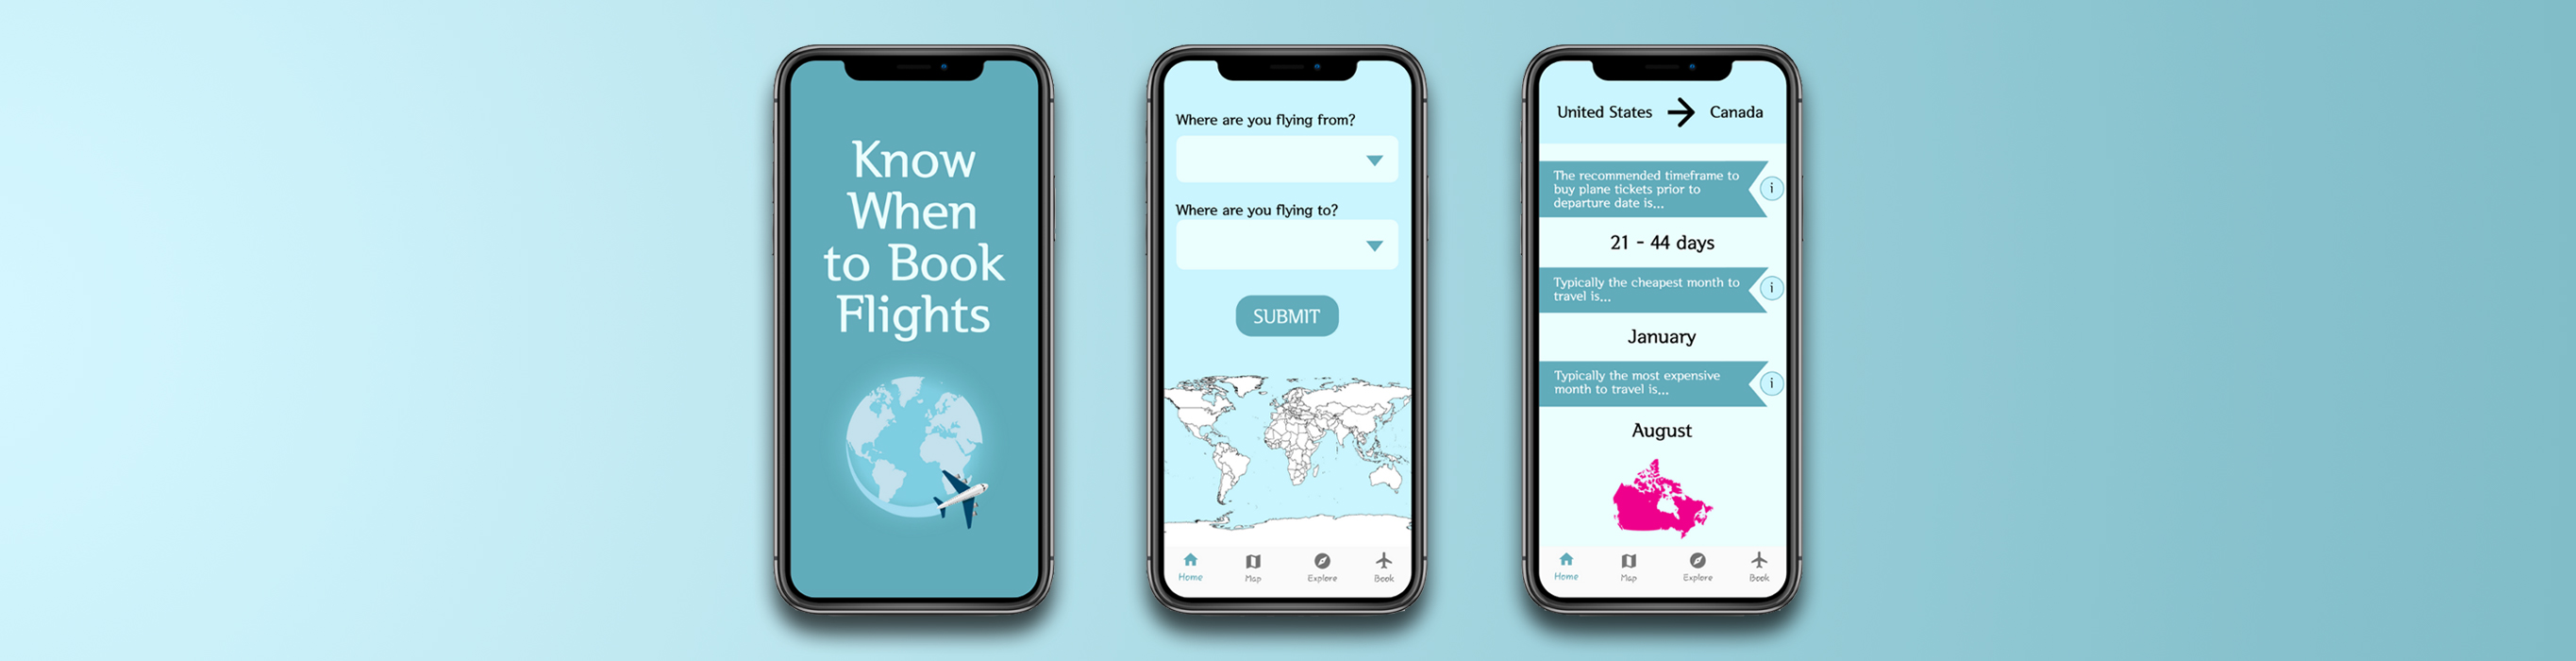 Know
When
to Book
Flights
Where are you flying from?
Where are you flying to?
SUBMIT
Home Map Explore Book
United States → Canada
The recommended timeframe to
buy plane tickets prior to
departure date is...
i
21 - 44 days
Typically the cheapest month to
travel is...
i
January
Typically the most expensive
month to travel is...
i
August
Home Map Explore Book